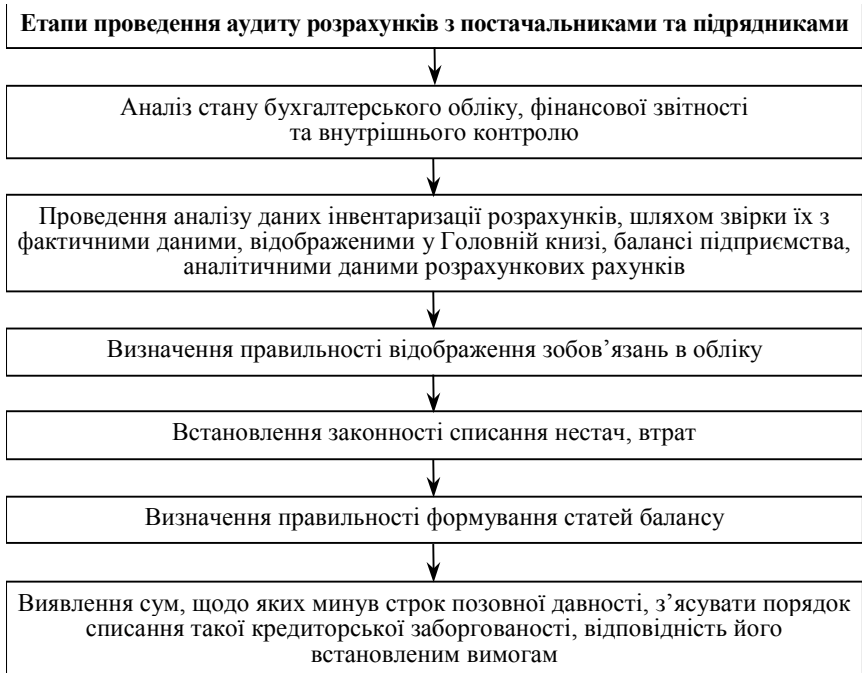 Етапи проведення аудиту розрахунків з постачальниками та підрядниками
Аналіз стану бухгалтерського обліку, фінансової звітності
та внутрішнього контролю
Проведення аналізу даних інвентаризації розрахунків, шляхом звірки їх з
фактичними даними, відображеними у Головній книзі, балансі підприємства,
аналітичними даними розрахункових рахунків
Визначення правильності відображення зобов’язань в обліку
Встановлення законності списання нестач, втрат
Визначення правильності формування статей балансу
Виявлення сум, щодо яких минув строк позовної давності, з’ясувати порядок
списання такої кредиторської заборгованості, відповідність його
встановленим вимогам